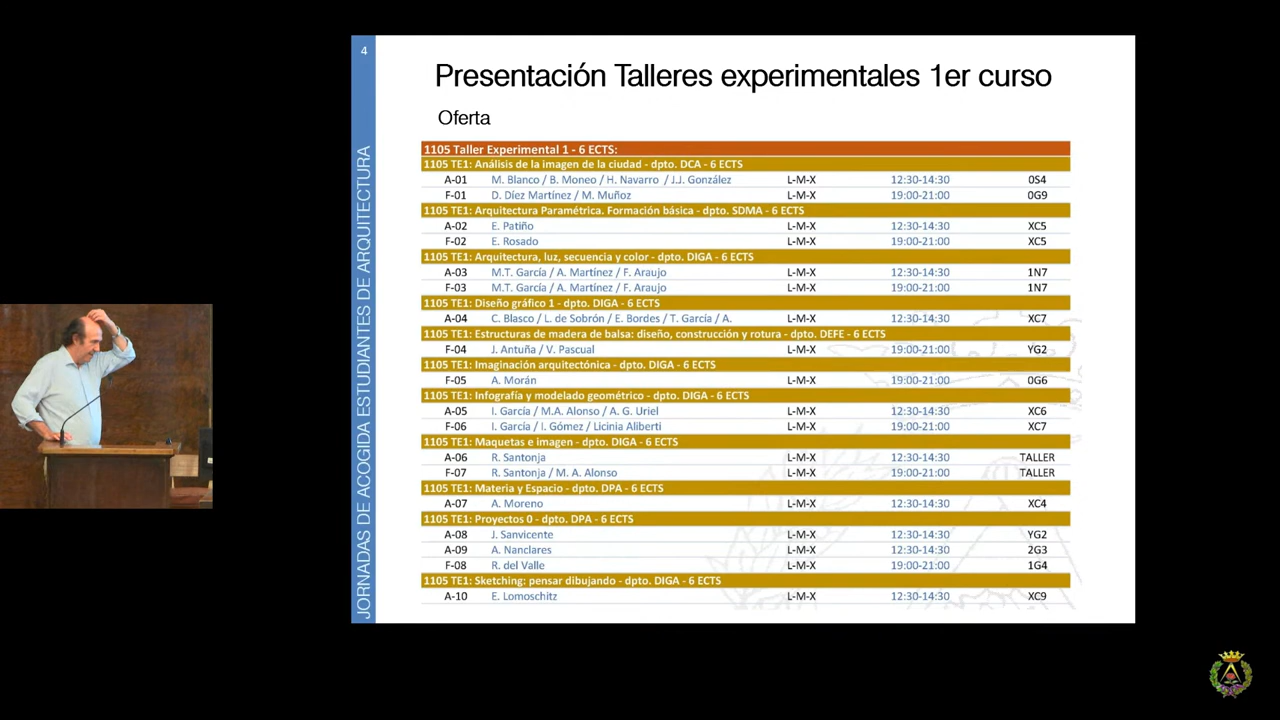 4
JORNADAS DE ACOGIDA ESTUDIANTES DE ARQUITECTURA
Presentación Talleres experimentales 1er curso
Oferta
1105 Taller Experimental 1 - 6 ECTS:
1105 TE1: Análisis de la imagen de la ciudad - dpto. DCA - 6 ECTS
A-01 M. Blanco / B. Moneo / H. Navarro / J.J. González L-M-X 12:30-14:30 0S4
F-01 D. Díez Martínez / M. Muñoz L-M-X 19:00-21:00 0G9
1105 TE1: Arquitectura Paramétrica. Formación básica - dpto. SDMA - 6 ECTS
A-02 E. Patiño L-M-X 12:30-14:30 XC5
F-02 E. Rosado L-M-X 19:00-21:00 XC5
1105 TE1: Arquitectura, luz, secuencia y color - dpto. DIGA - 6 ECTS
A-03 M.T. García / A. Martínez / F. Araujo L-M-X 12:30-14:30 1N7
F-03 M.T. García / A. Martínez / F. Araujo L-M-X 19:00-21:00 1N7
1105 TE1: Diseño gráfico 1 - dpto. DIGA - 6 ECTS
A-04 C. Blasco / L. de Sobrón / E. Bordes / T. García / A. L-M-X 12:30-14:30 XC7
1105 TE1: Estructuras de madera de balsa: diseño, construcción y rotura - dpto. DEFE - 6 ECTS
F-04 J. Antuña / V. Pascual L-M-X 19:00-21:00 YG2
1105 TE1: Imaginación arquitectónica - dpto. DIGA - 6 ECTS
F-05 A. Morán L-M-X 19:00-21:00 0G6
1105 TE1: Infografía y modelado geométrico - dpto. DIGA - 6 ECTS
A-05 I. García / M.A. Alonso / A. G. Uriel L-M-X 12:30-14:30 XC6
F-06 I. García / I. Gómez / Licinia Aliberti L-M-X 19:00-21:00 XC7
1105 TE1: Maquetas e imagen - dpto. DIGA - 6 ECTS
A-06 R. Santonja L-M-X 12:30-14:30 TALLER
F-07 R. Santonja / M. A. Alonso L-M-X 19:00-21:00 TALLER
1105 TE1: Materia y Espacio - dpto. DPA - 6 ECTS
A-07 A. Moreno L-M-X 12:30-14:30 XC4
1105 TE1: Proyectos 0 - dpto. DPA - 6 ECTS
A-08 J. Sanvicente L-M-X 12:30-14:30 YG2
A-09 A. Nanclares L-M-X 12:30-14:30 2G3
F-08 R. del Valle L-M-X 19:00-21:00 1G4
1105 TE1: Sketching: pensar dibujando - dpto. DIGA - 6 ECTS
A-10 E. Lomoschitz L-M-X 12:30-14:30 XC9